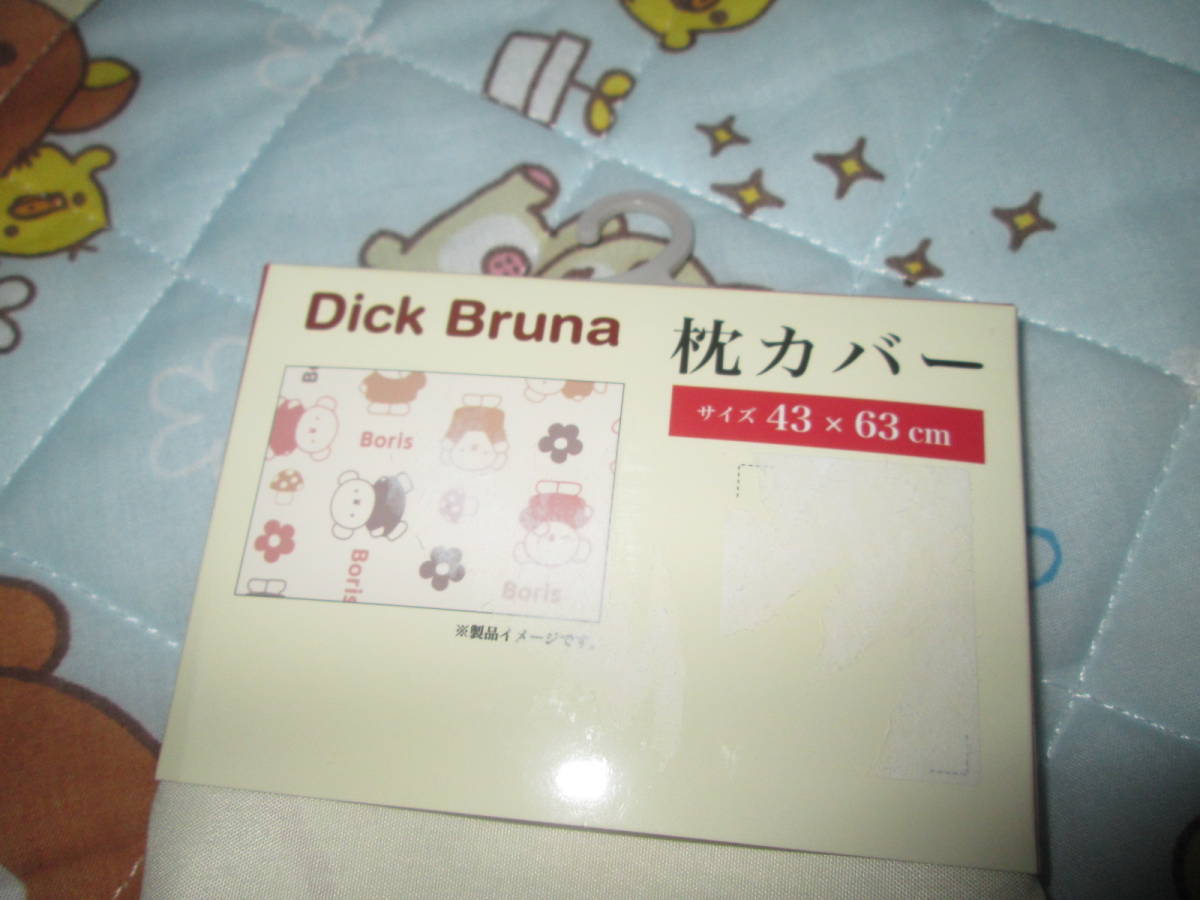 Dick Bruna
枕カバー
サイズ 43 × 63 cm
Boris
Boris
Boris
※製品イメージです。